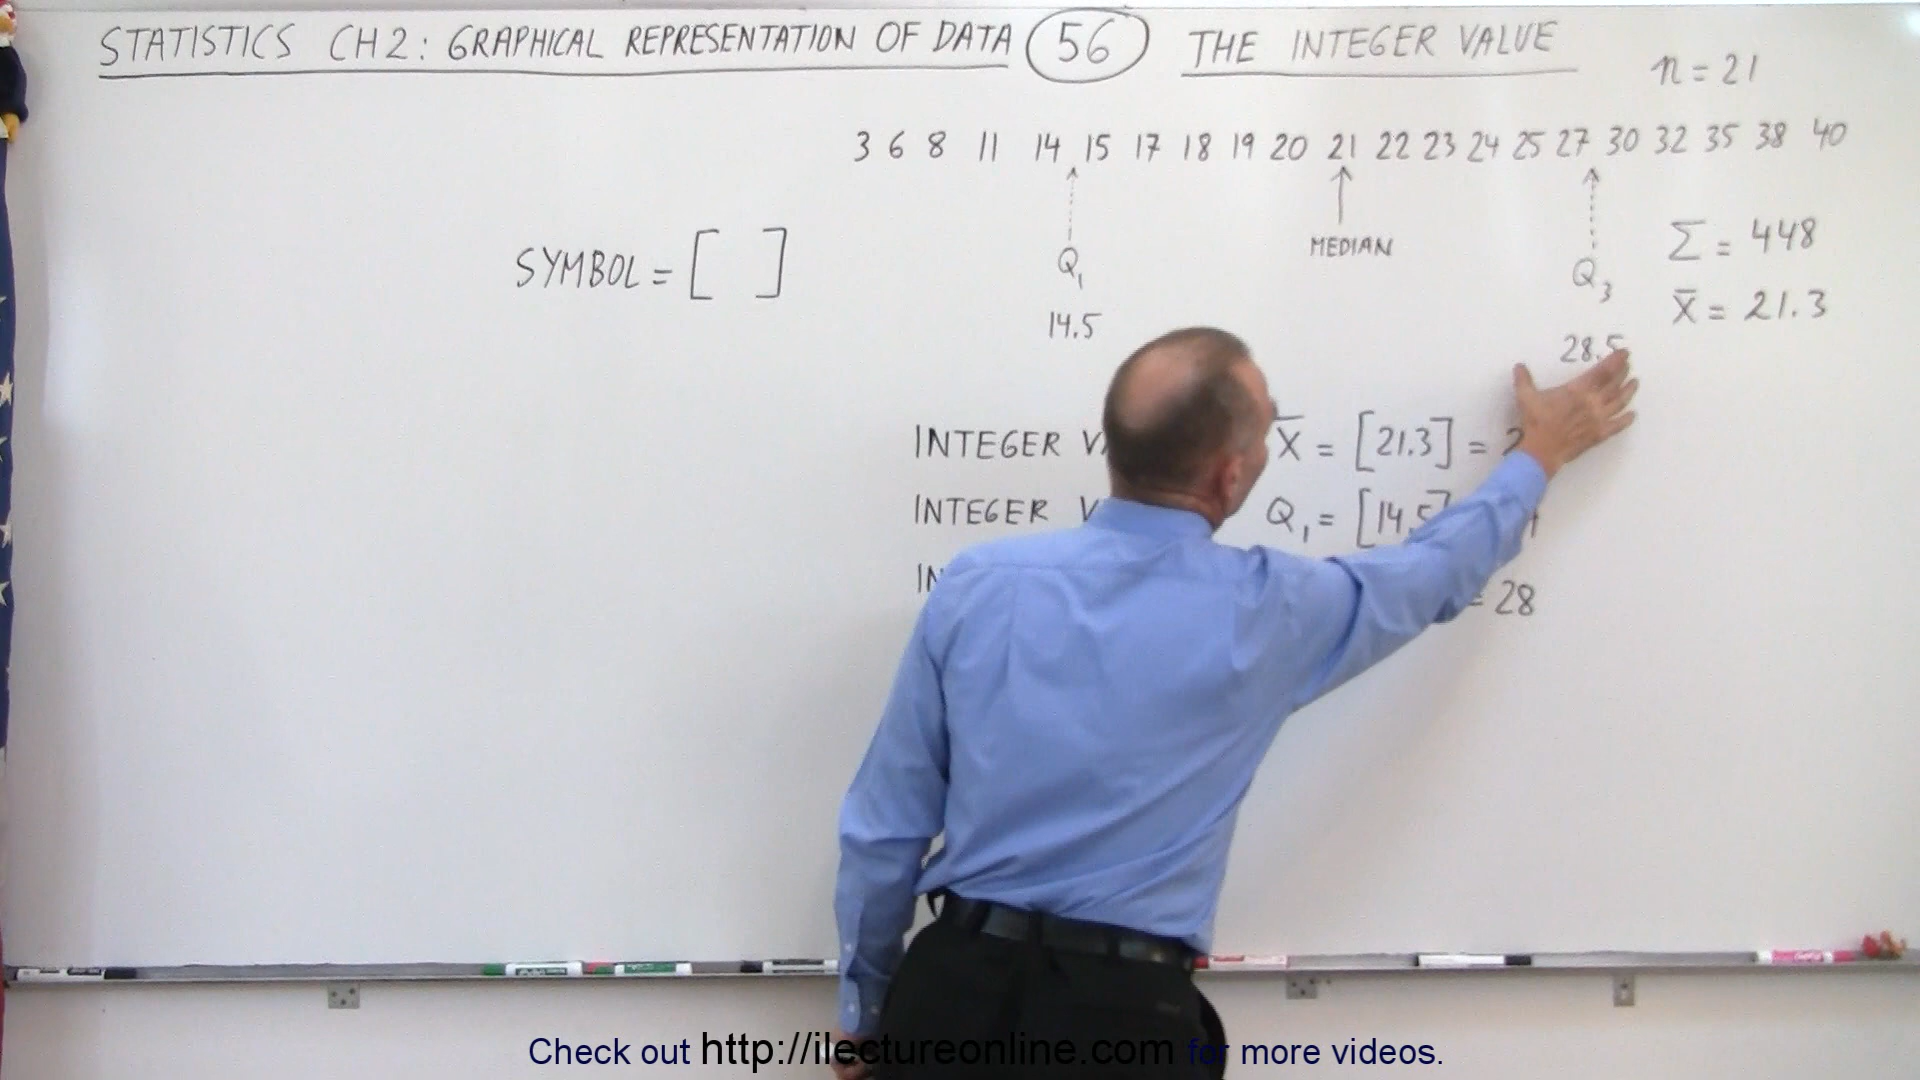 STATISTICS CH 2: GRAPHICAL REPRESENTATION OF DATA 56 THE INTEGER VALUE
n = 21
3 6 8 11 14 15 17 18 19 20 21 22 23 24 25 27 30 32 35 38 40
SYMBOL = [ ]
Q1
14.5
MEDIAN
Q3
28.5
Σ = 448
X̄ = 21.3
INTEGER X̄ = [21.3] =
INTEGER Q1 = [14.5]
= 28
Check out http://ilectureonline.com for more videos.